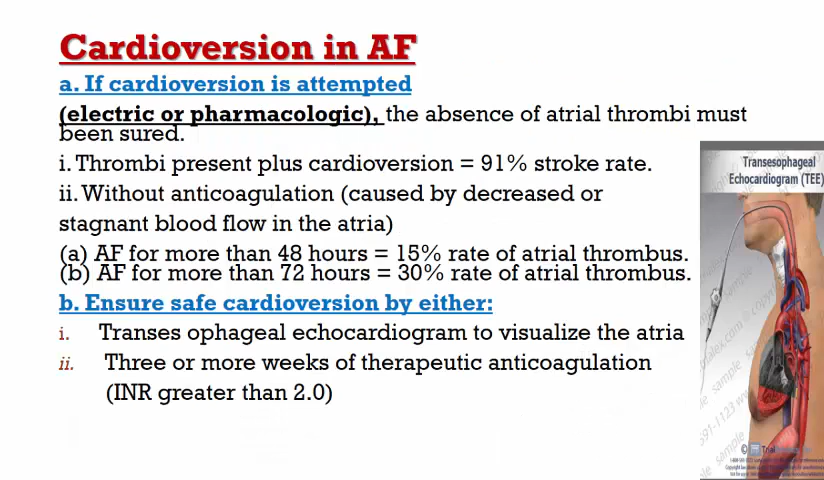 Cardioversion in AF
a. If cardioversion is attempted
(electric or pharmacologic), the absence of atrial thrombi must
been sured.
i. Thrombi present plus cardioversion = 91% stroke rate.
ii. Without anticoagulation (caused by decreased or
stagnant blood flow in the atria)
(a) AF for more than 48 hours = 15% rate of atrial thrombus.
(b) AF for more than 72 hours = 30% rate of atrial thrombus.
b. Ensure safe cardioversion by either:
i. Transes ophageal echocardiogram to visualize the atria
ii. Three or more weeks of therapeutic anticoagulation
(INR greater than 2.0)
Transesophageal
Echocardiogram (TEE)